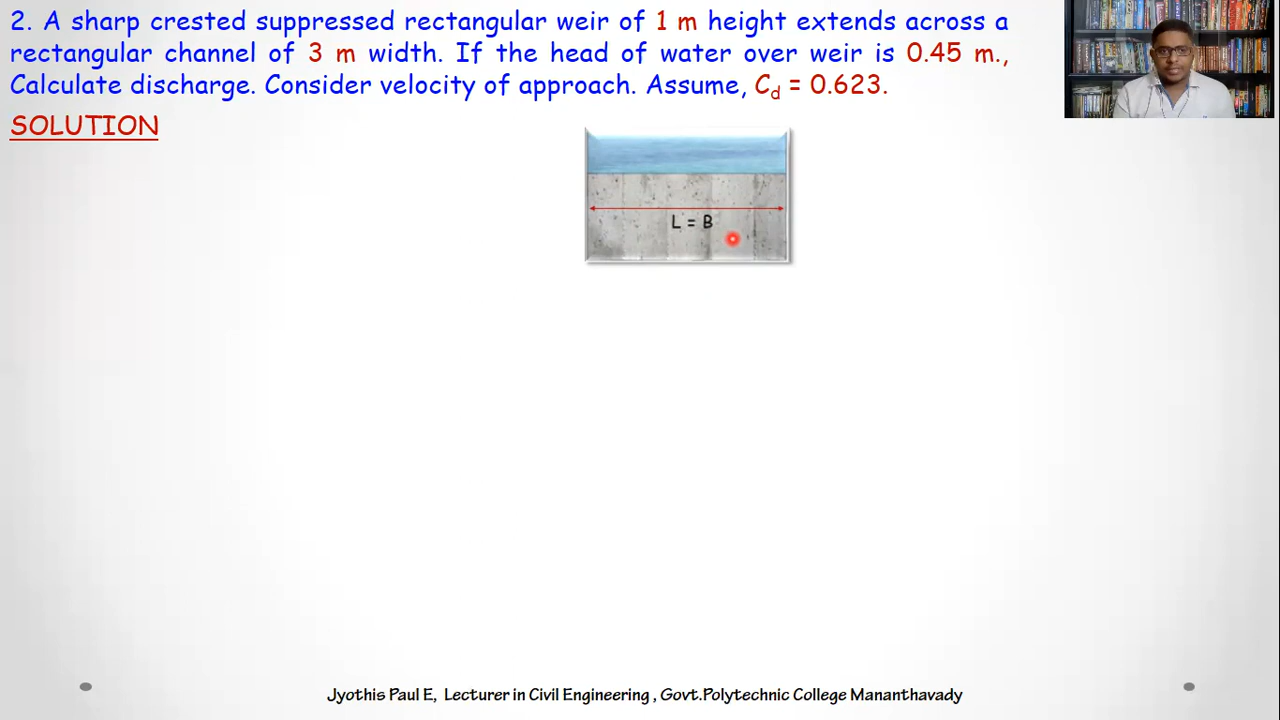 2. A sharp crested suppressed rectangular weir of 1 m height extends across a
rectangular channel of 3 m width. If the head of water over weir is 0.45 m.,
Calculate discharge. Consider velocity of approach. Assume, Cd = 0.623.
SOLUTION
L = B
Jyothis Paul E, Lecturer in Civil Engineering , Govt.Polytechnic College Mananthavady